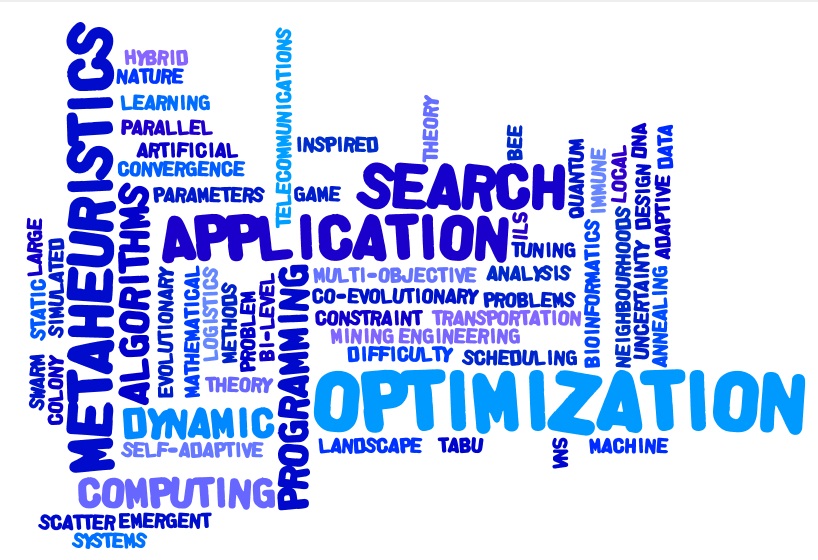 METAHEURISTICS
HYBRID
NATURE
LEARNING
PARALLEL
ARTIFICIAL
CONVERGENCE
PARAMETERS
TELECOMMUNICATIONS
INSPIRED
GAME
THEORY
SEARCH
BEE
QUANTUM
IMMUNE
LOCAL
DNA
DATA
APPLICATION
ILS
TUNING
ALGORITHMS
LARGE
STATIC
SIMULATED
SWARM
COLONY
EVOLUTIONARY
MATHEMATICAL
LOGISTICS
METHODS
PROBLEM
BI-LEVEL
PROGRAMMING
MULTI-OBJECTIVE
ANALYSIS
CO-EVOLUTIONARY
PROBLEMS
CONSTRAINT
TRANSPORTATION
MINING ENGINEERING
DIFFICULTY
SCHEDULING
BIOINFORMATICS
NEIGHBOURHOODS
UNCERTAINTY
DESIGN
ANNEALING
ADAPTIVE
THEORY
DYNAMIC
SELF-ADAPTIVE
OPTIMIZATION
LANDSCAPE
TABU
VNS
MACHINE
COMPUTING
SCATTER
EMERGENT
SYSTEMS